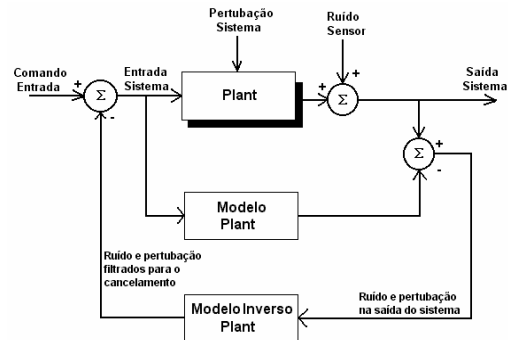 Pertubação
Sistema
Ruído
Sensor
Comando
Entrada
+
Σ
-
Entrada
Sistema
Plant
+
+
Σ
Saída
Sistema
Σ
+
-
Modelo
Plant
Ruído e pertubação
filtrados para o
cancelamento
Modelo Inverso
Plant
Ruído e pertubação
na saída do sistema